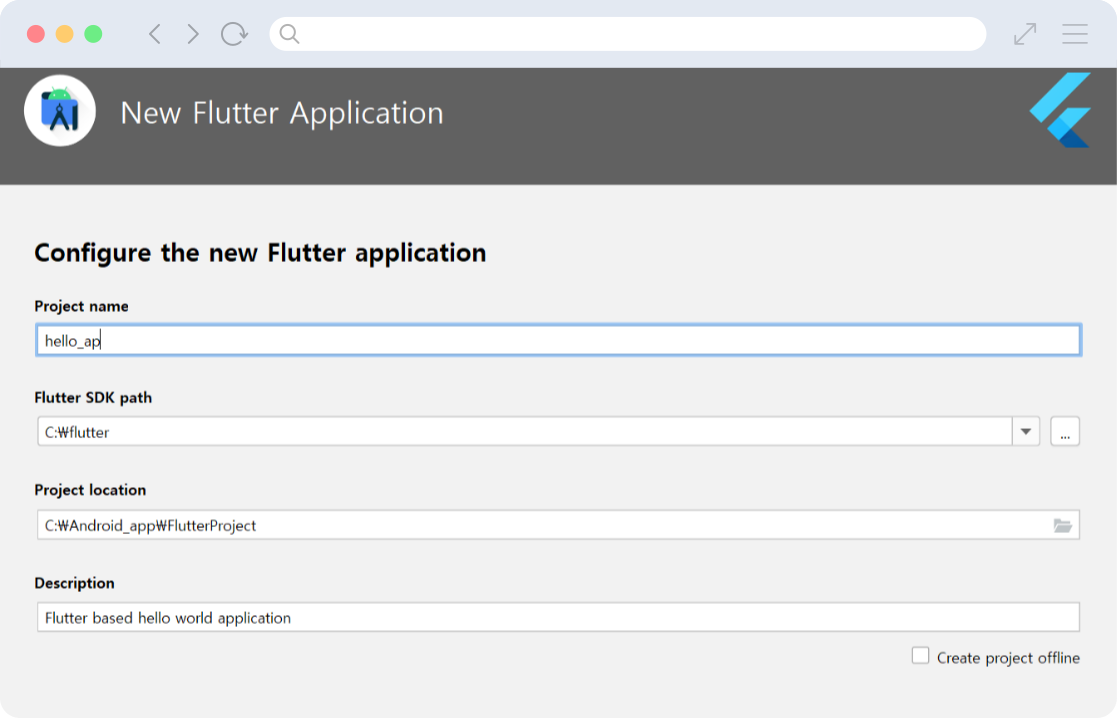 New Flutter Application
Configure the new Flutter application
Project name
hello_ap
Flutter SDK path
C:₩flutter
...
Project location
C:₩Android_app₩FlutterProject
Description
Flutter based hello world application
Create project offline